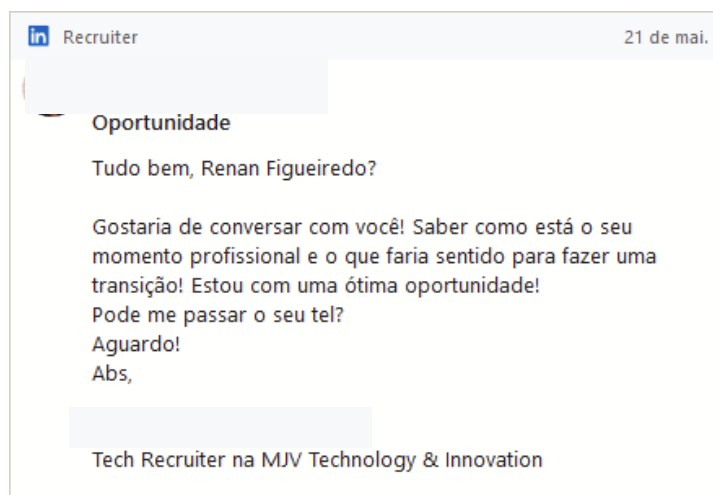 in Recruiter 21 de mai.
Oportunidade
Tudo bem, Renan Figueiredo?
Gostaria de conversar com você! Saber como está o seu
momento profissional e o que faria sentido para fazer uma
transição! Estou com uma ótima oportunidade!
Pode me passar o seu tel?
Aguardo!
Abs,
Tech Recruiter na MJV Technology & Innovation